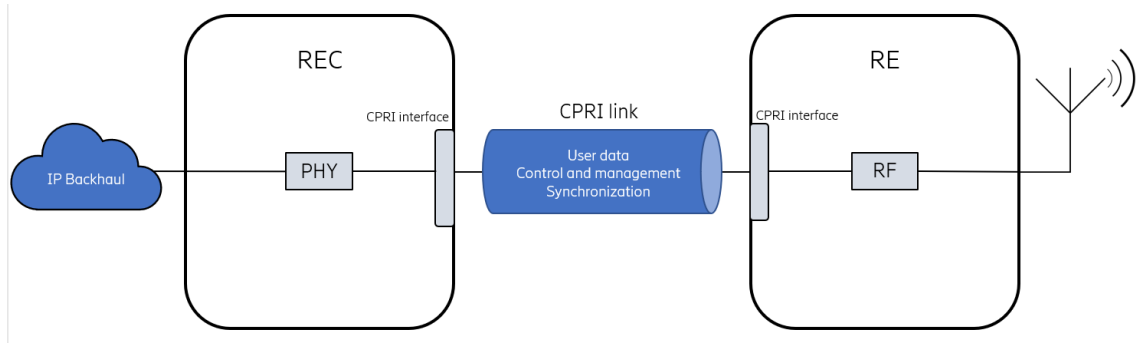 REC
RE
CPRI interface
CPRI link
CPRI interface
User data
Control and management
Synchronization
IP Backhaul
PHY
RF